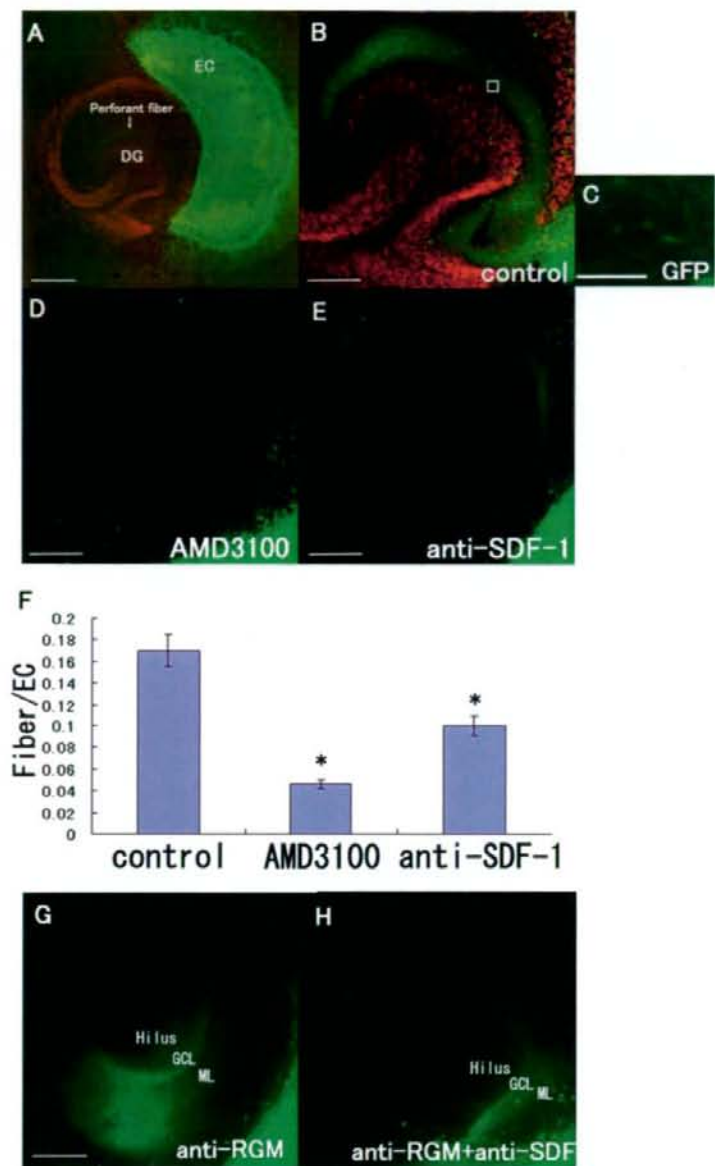 A
EC
Perforant fiber
↓
DG
B
control
C
GFP
D
AMD3100
E
anti-SDF-1
F
Fiber/EC
0.2
0.18
0.16
0.14
0.12
0.1
0.08
0.06
0.04
0.02
0
*
*
control AMD3100 anti-SDF-1
G
Hilus
GCL
ML
anti-RGM
H
Hilus
GCL
ML
anti-RGM+anti-SDF